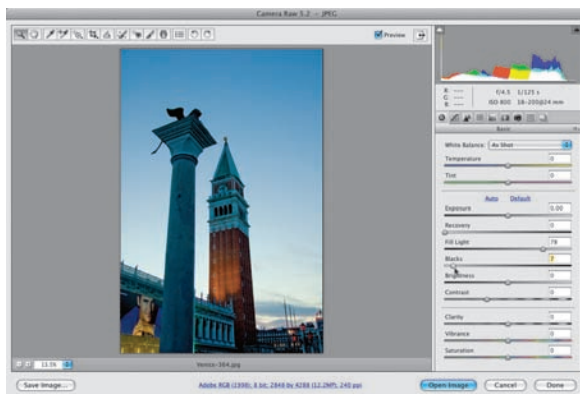 Camera Raw 5.2 – JPEG
Preview
R: ---
G: ---
B: ---
f/4.5 1/125 s
ISO 800 18-200@24 mm
Basic
White Balance: As Shot
Temperature 0
Tint 0
Auto Default
Exposure 0.00
Recovery 0
Fill Light 78
Blacks 7
Brightness 0
Contrast 0
Clarity 0
Vibrance 0
Saturation 0
33.5%
Venice-364.jpg
Save Image...
Adobe RGB (1998); 8 bit; 2848 by 4288 (12.2MP); 240 ppi
Open Image
Cancel
Done